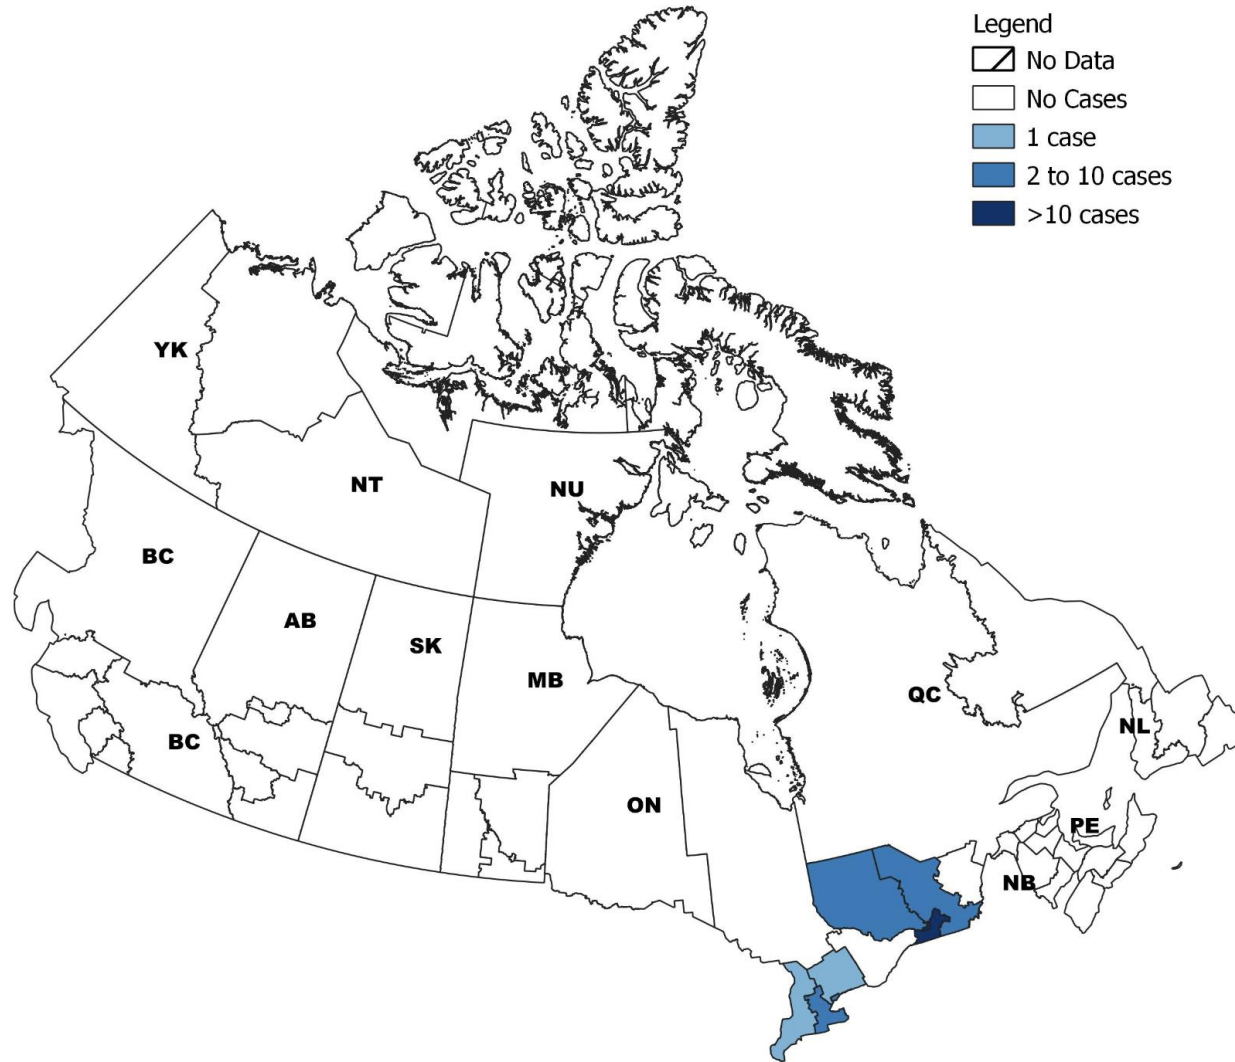 Legend
No Data
No Cases
1 case
2 to 10 cases
>10 cases
YK
NT
NU
BC
AB
SK
MB
QC
NL
BC
ON
PE
NB